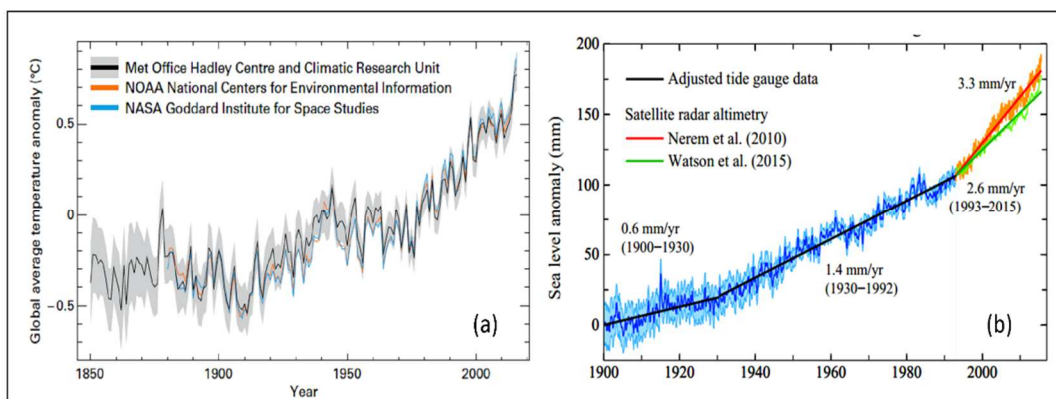 Global average temperature anomaly (°C)
0.5
0
−0.5
Met Office Hadley Centre and Climatic Research Unit
NOAA National Centers for Environmental Information
NASA Goddard Institute for Space Studies
(a)
1850
1900
1950
2000
Year
Sea level anomaly (mm)
200
150
100
50
0
Adjusted tide gauge data
Satellite radar altimetry
Nerem et al. (2010)
Watson et al. (2015)
3.3 mm/yr
2.6 mm/yr
(1993–2015)
0.6 mm/yr
(1900–1930)
1.4 mm/yr
(1930–1992)
(b)
1900
1920
1940
1960
1980
2000